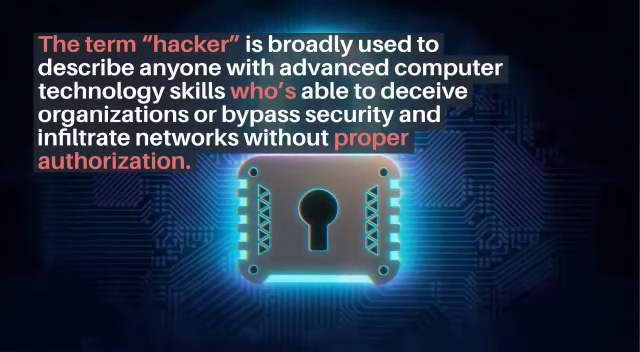 The term “hacker” is broadly used to
describe anyone with advanced computer
technology skills who’s able to deceive
organizations or bypass security and
infiltrate networks without proper
authorization.